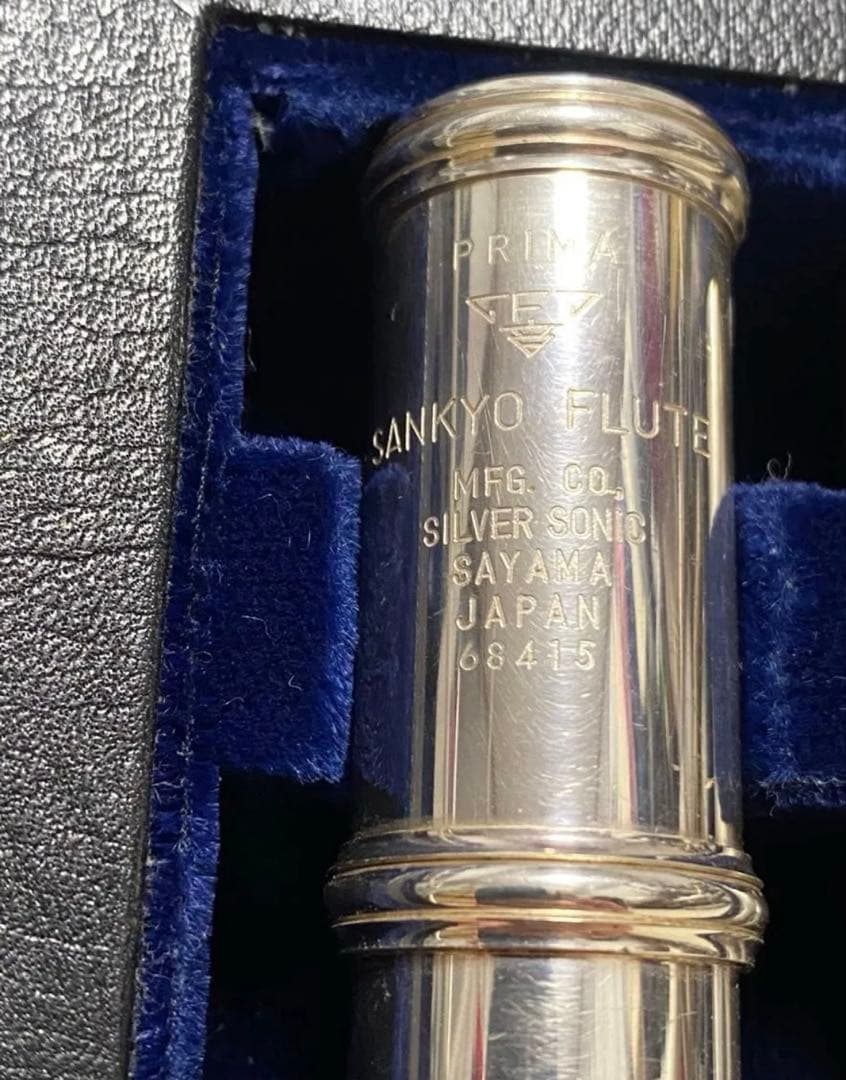 PRIMA
F
SANKYO FLUTE
MFG. CO.,
SILVER SONIC
SAYAMA
JAPAN
68415